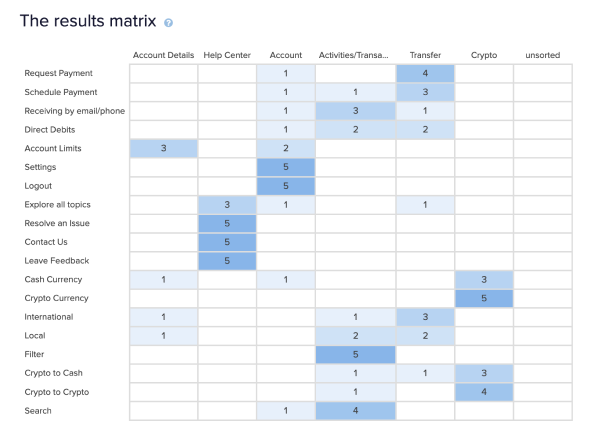 The results matrix ?
Account Details Help Center Account Activities/Transa... Transfer Crypto unsorted
Request Payment 1 4
Schedule Payment 1 1 3
Receiving by email/phone 1 3 1
Direct Debits 1 2 2
Account Limits 3 2
Settings 5
Logout 5
Explore all topics 3 1 1
Resolve an Issue 5
Contact Us 5
Leave Feedback 5
Cash Currency 1 1 3
Crypto Currency 5
International 1 1 3
Local 1 2 2
Filter 5
Crypto to Cash 1 1 3
Crypto to Crypto 1 4
Search 1 4